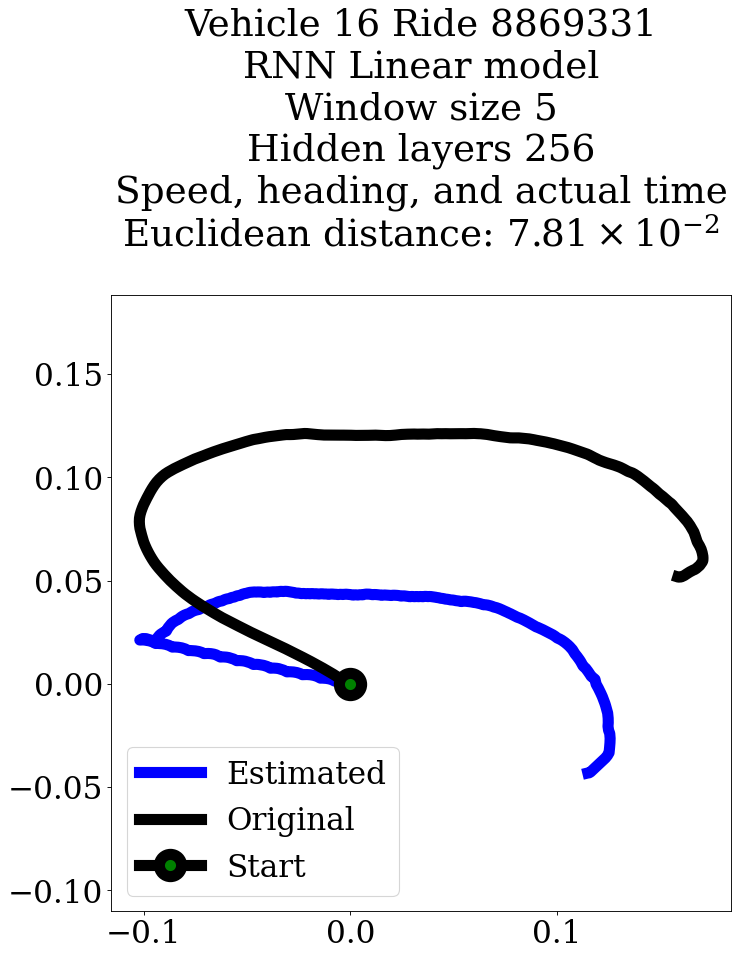 Vehicle 16 Ride 8869331
RNN Linear model
Window size 5
Hidden layers 256
Speed, heading, and actual time
Euclidean distance: 7.81 × 10⁻²
0.15
0.10
0.05
0.00
−0.05
−0.10
Estimated
Original
Start
−0.1 0.0 0.1